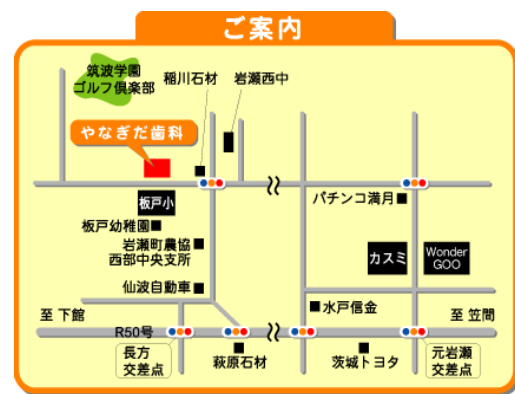 ご案内
筑波学園
ゴルフ倶楽部
稲川石材
岩瀬西中
やなぎだ歯科
板戸小
パチンコ満月
板戸幼稚園
岩瀬町農協
西部中央支所
カスミ
Wonder
GOO
仙波自動車
水戸信金
至 下館
至 笠間
R50号
長方
交差点
萩原石材
茨城トヨタ
元岩瀬
交差点